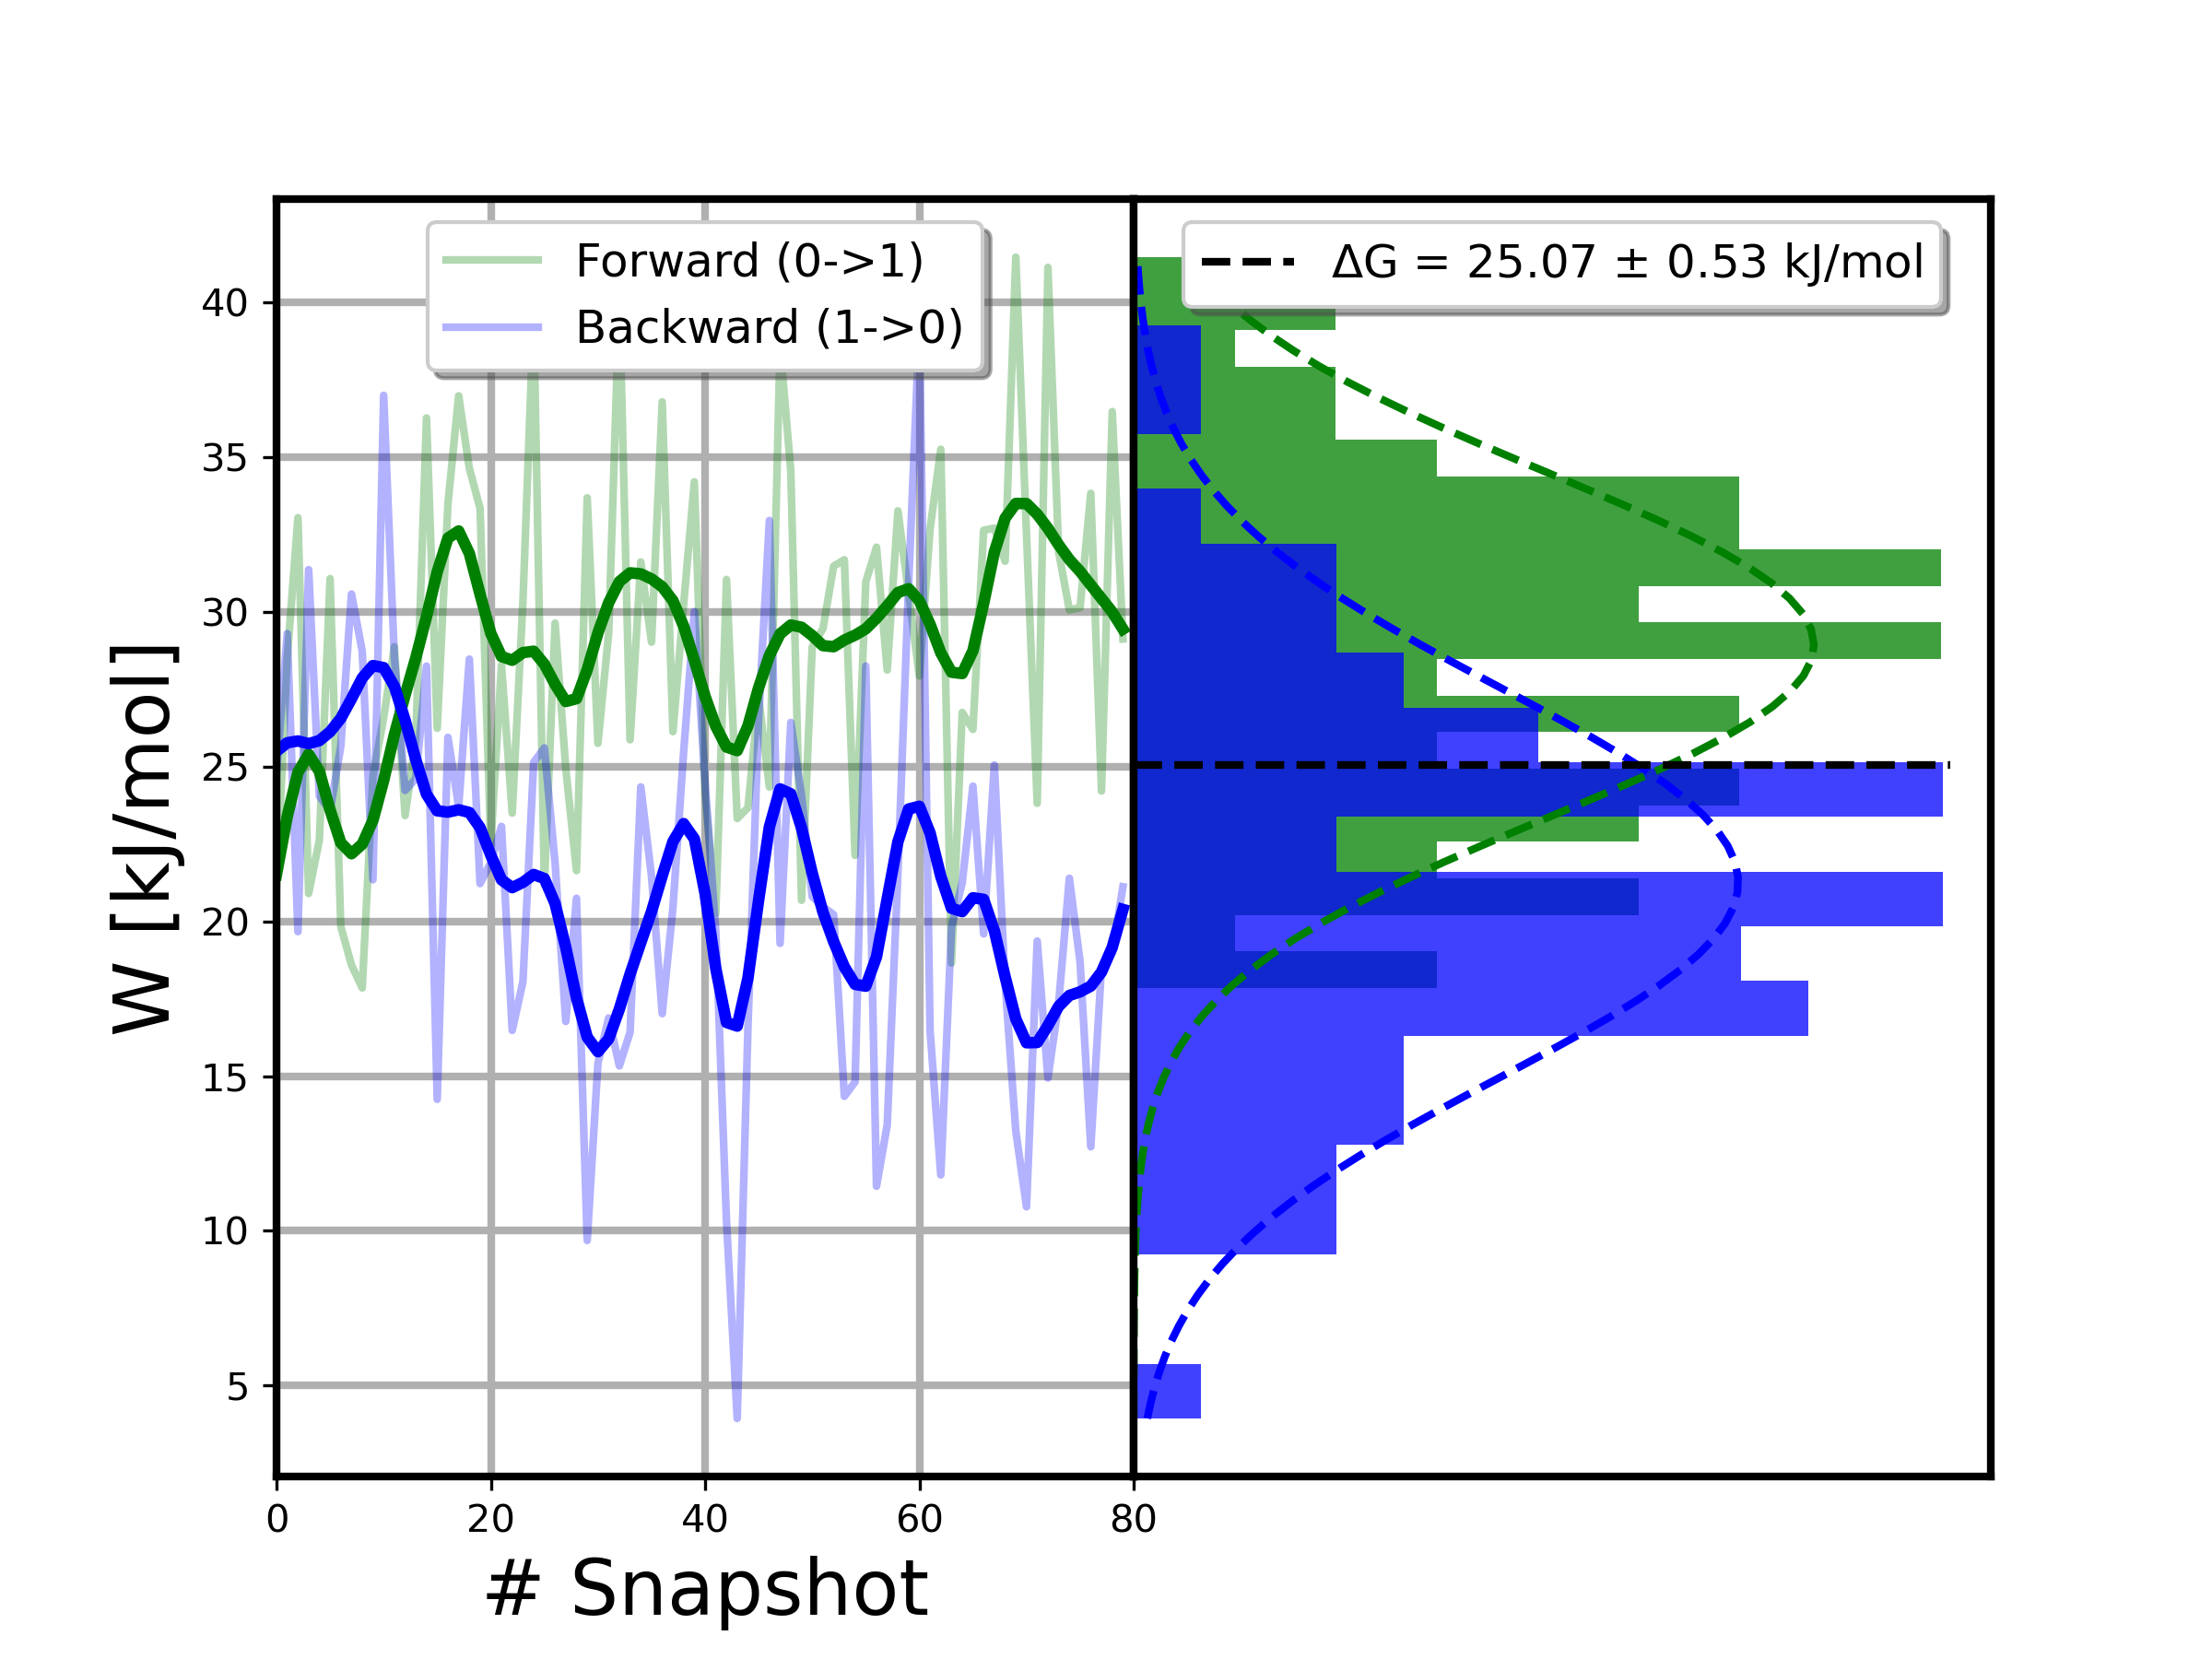 Forward (0->1)
Backward (1->0)
ΔG = 25.07 ± 0.53 kJ/mol
W [kJ/mol]
40
35
30
25
20
15
10
5
0 20 40 60 80
# Snapshot